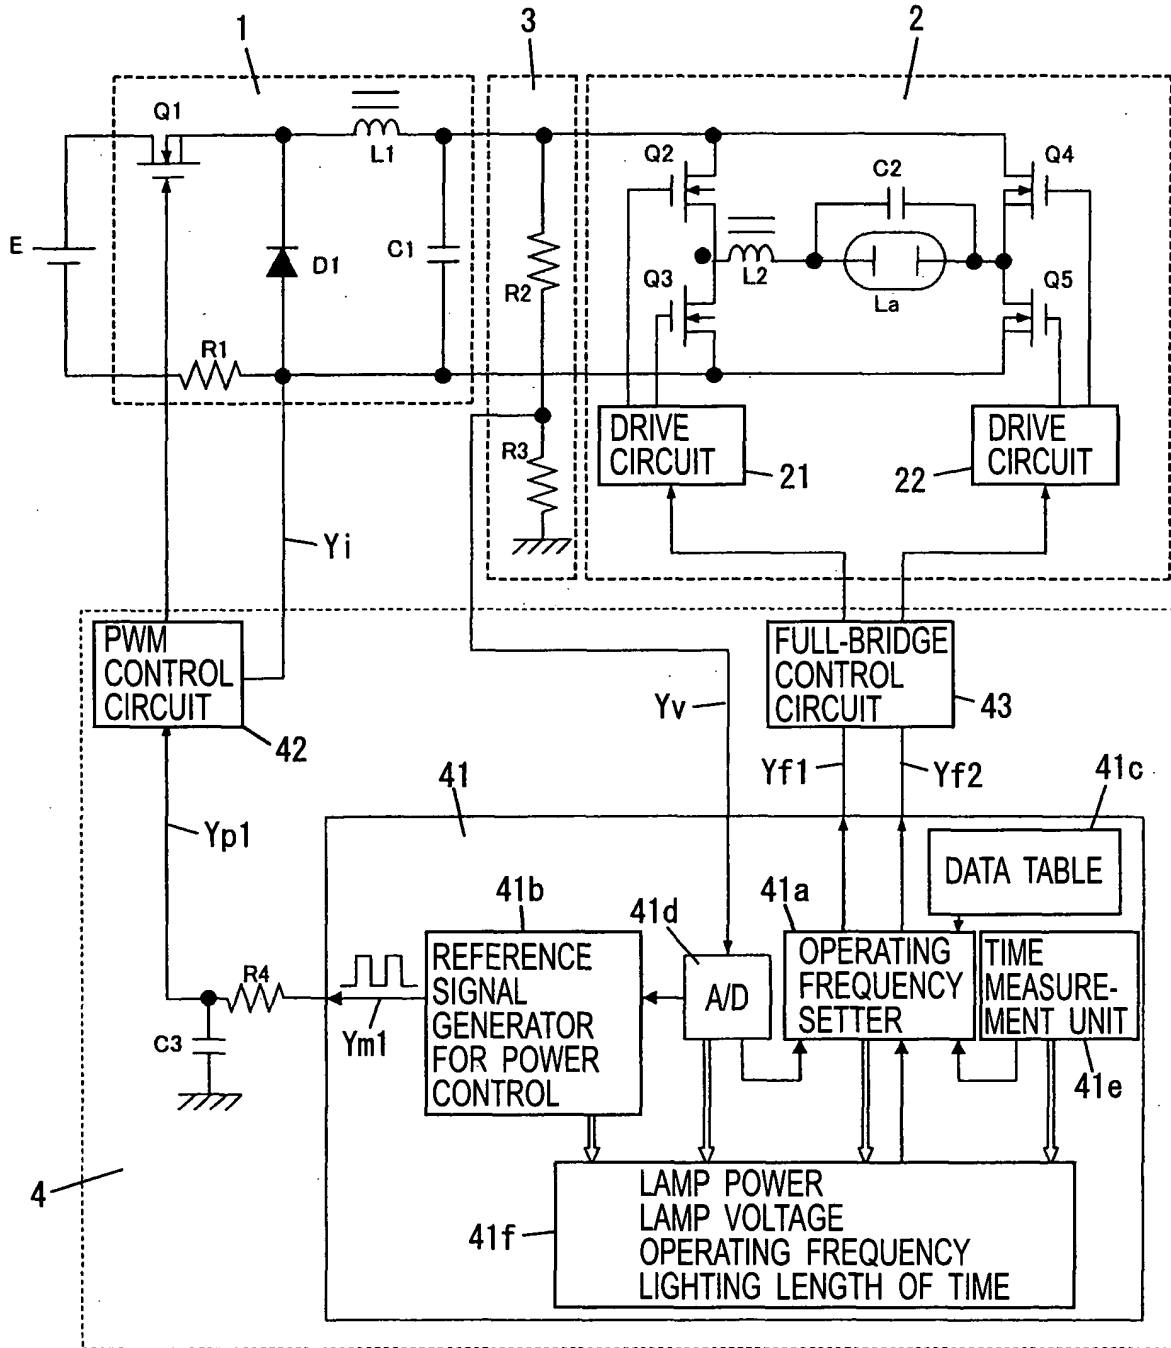 1
3
2
Q1
L1
Q2
C2
Q4
E
D1
C1
R2
Q3
L2
La
Q5
R1
R3
DRIVE
CIRCUIT
21
DRIVE
CIRCUIT
22
Yi
PWM
CONTROL
CIRCUIT
42
FULL-BRIDGE
CONTROL
CIRCUIT
43
Yv
Yf1
Yf2
41
41c
DATA TABLE
Yp1
41b
41d
41a
REFERENCE
SIGNAL
GENERATOR
FOR POWER
CONTROL
A/D
OPERATING
FREQUENCY
SETTER
TIME
MEASURE-
MENT UNIT
R4
Ym1
C3
41e
4
41f
LAMP POWER
LAMP VOLTAGE
OPERATING FREQUENCY
LIGHTING LENGTH OF TIME